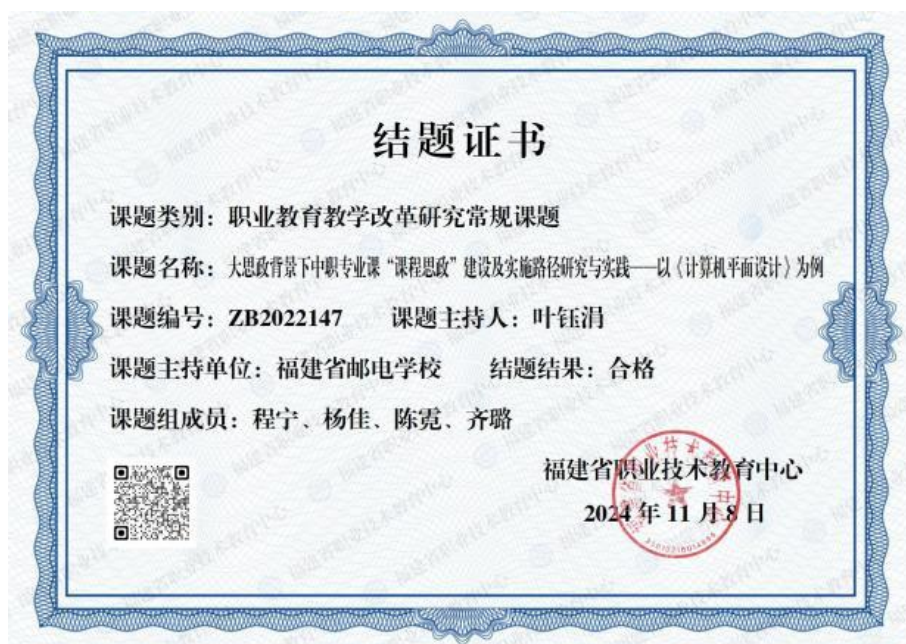 结题证书
课题类别：职业教育教学改革研究常规课题
课题名称：大思政背景下中职专业课“课程思政”建设及实施路径研究与实践——以《计算机平面设计》为例
课题编号：ZB2022147 课题主持人：叶钰涓
课题主持单位：福建省邮电学校 结题结果：合格
课题组成员：程宁、杨佳、陈霓、齐璐
福建省职业技术教育中心
2024 年 11 月 8 日